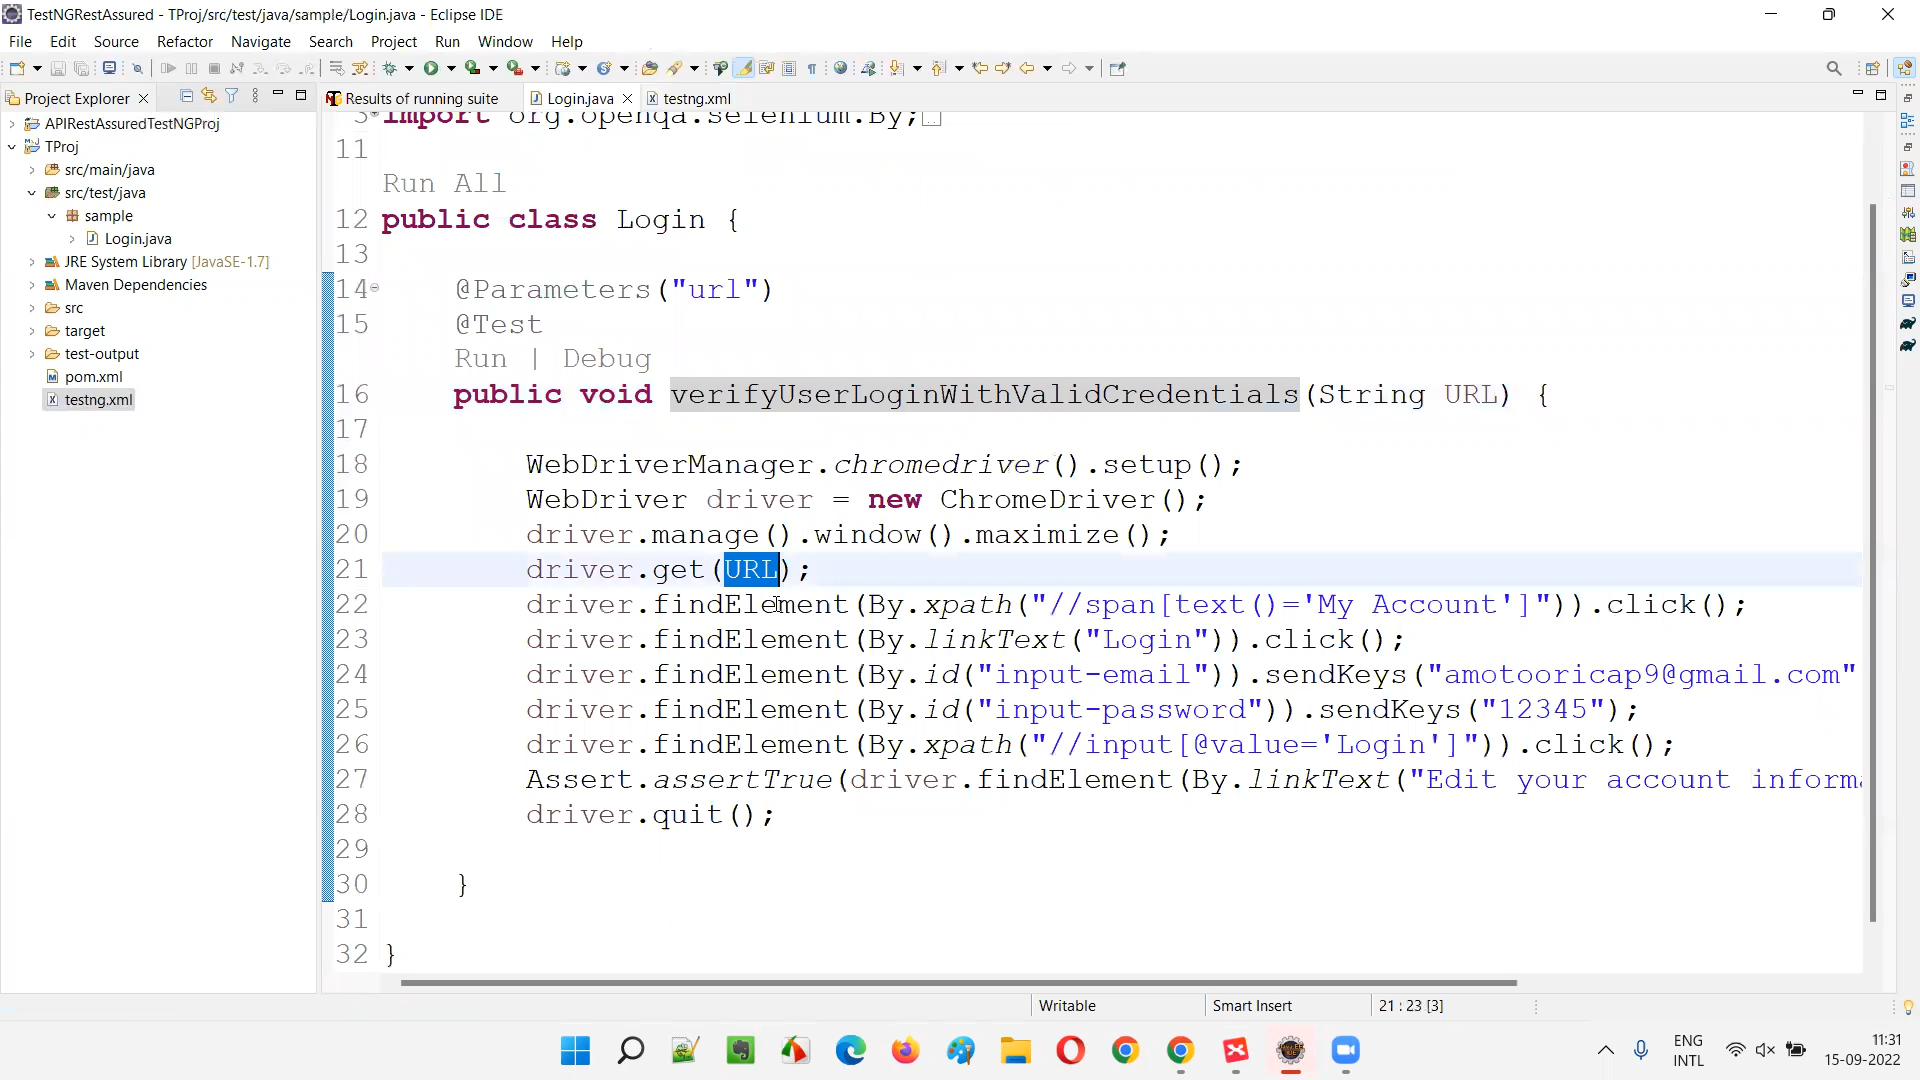 TestNGRestAssured - TProj/src/test/java/sample/Login.java - Eclipse IDE
File Edit Source Refactor Navigate Search Project Run Window Help
Project Explorer
Results of running suite
Login.java
testng.xml
APIRestAssuredTestNGProj
TProj
src/main/java
src/test/java
sample
Login.java
JRE System Library [JavaSE-1.7]
Maven Dependencies
src
target
test-output
pom.xml
testng.xml
3 import org.openqa.selenium.By;
11
Run All
12 public class Login {
13
14 @Parameters("url")
15 @Test
Run | Debug
16 public void verifyUserLoginWithValidCredentials(String URL) {
17
18 WebDriverManager.chromedriver().setup();
19 WebDriver driver = new ChromeDriver();
20 driver.manage().window().maximize();
21 driver.get(URL);
22 driver.findElement(By.xpath("//span[text()='My Account']")).click();
23 driver.findElement(By.linkText("Login")).click();
24 driver.findElement(By.id("input-email")).sendKeys("amotooricap9@gmail.com"
25 driver.findElement(By.id("input-password")).sendKeys("12345");
26 driver.findElement(By.xpath("//input[@value='Login']")).click();
27 Assert.assertTrue(driver.findElement(By.linkText("Edit your account informa
28 driver.quit();
29
30 }
31
32 }
Writable
Smart Insert
21 : 23 [3]
ENG
INTL
11:31
15-09-2022